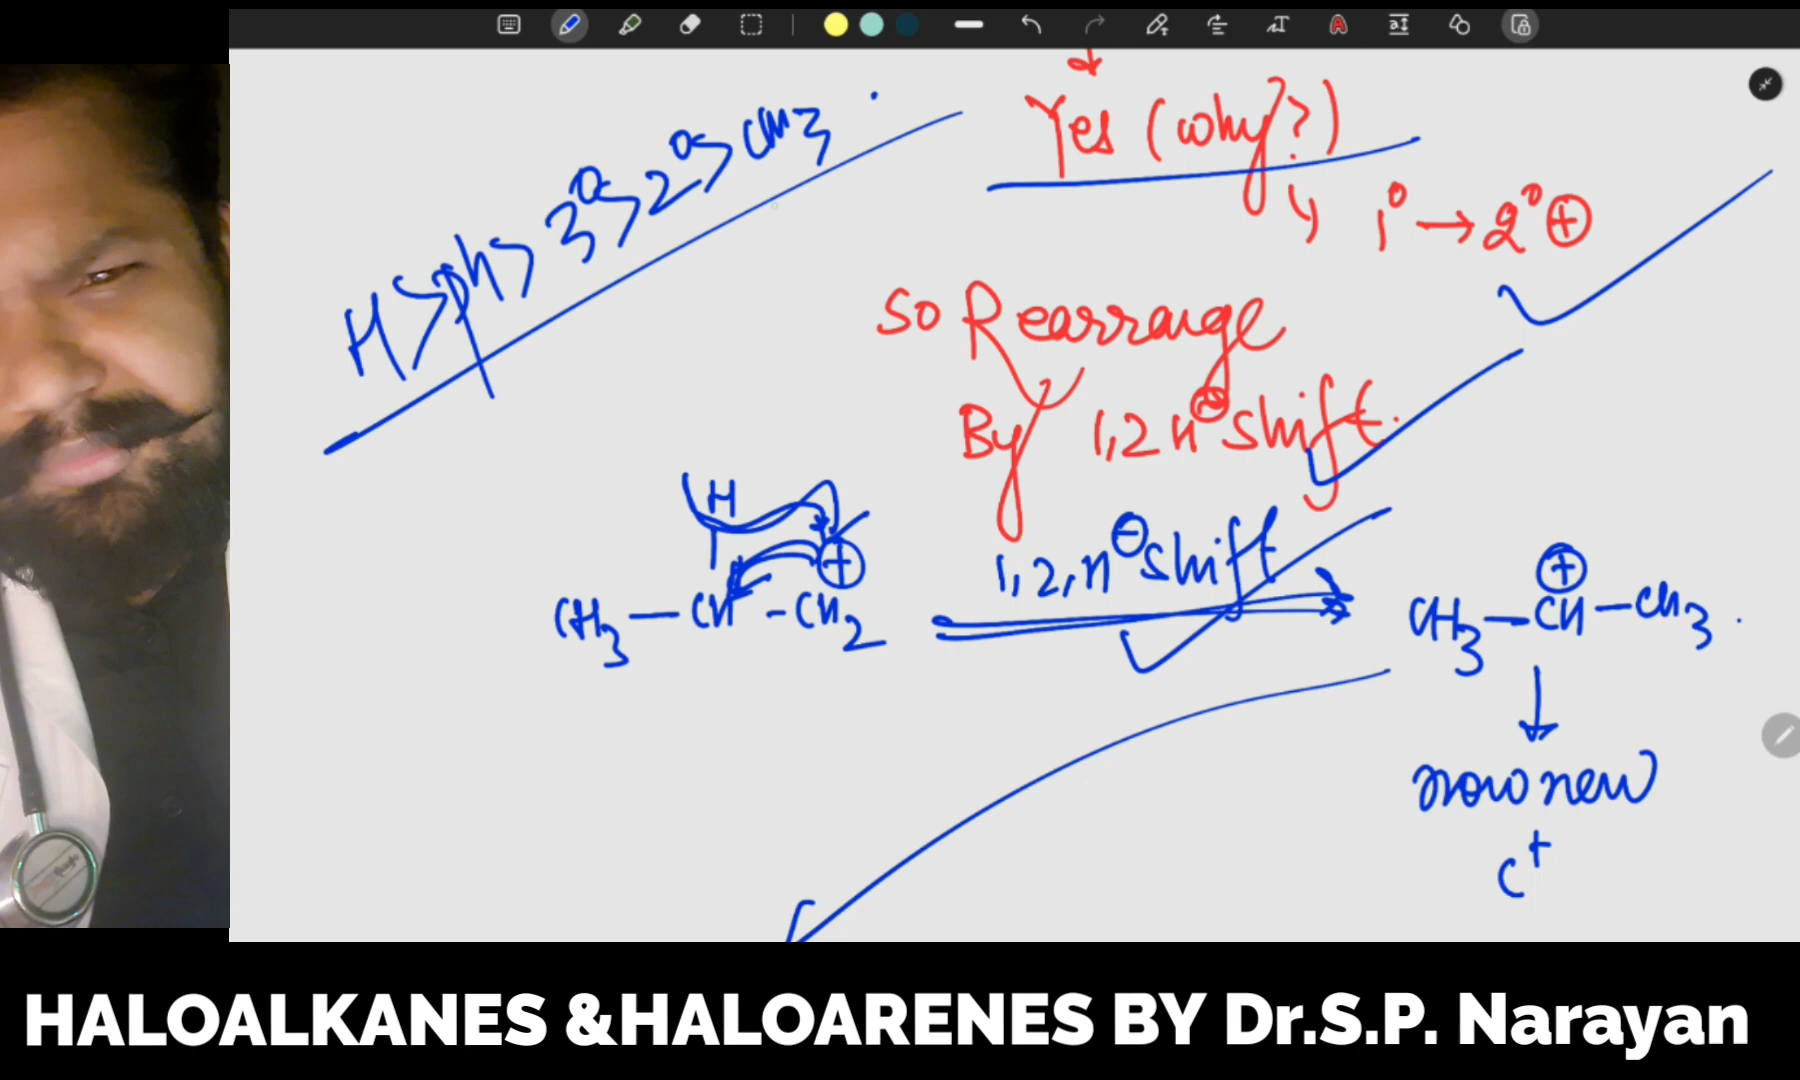 Yes (why?)
↳ 1° → 2° ⊕
H > ph > 3° > 2° > CH3
so Rearrange
By 1,2 H⊖ shift.
H
⊕
CH3 — CH - CH2
1,2, H⊖ shift
⊕
CH3 — CH — CH3.
now new
C+
HALOALKANES &HALOARENES BY Dr.S.P. Narayan